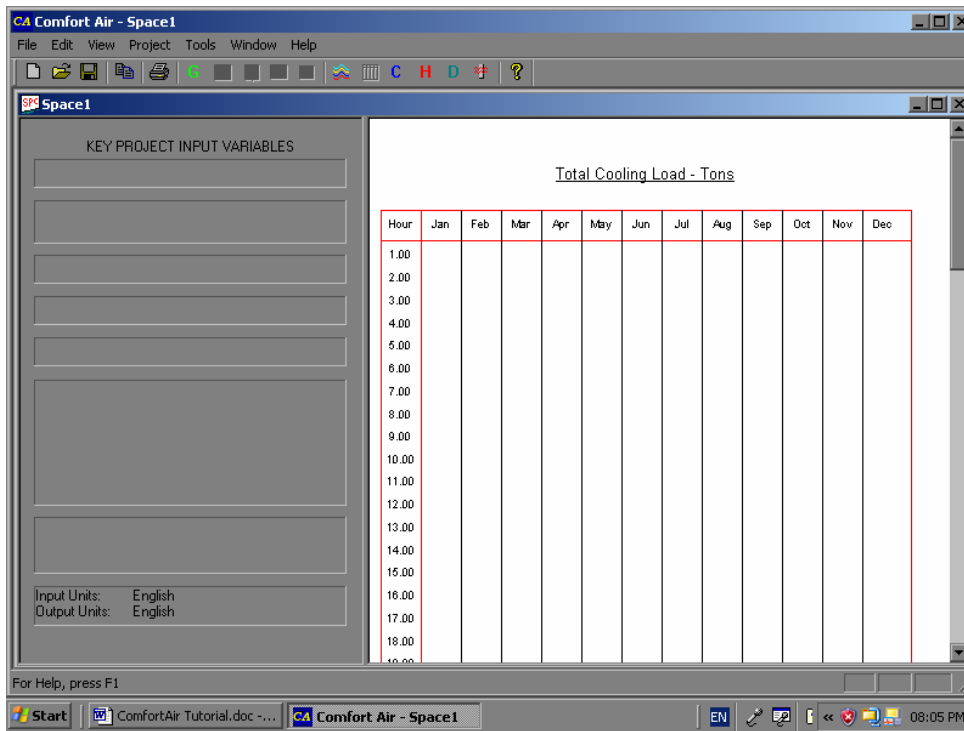 CA Comfort Air - Space1
File Edit View Project Tools Window Help
G C H D ?
SPC Space1
KEY PROJECT INPUT VARIABLES
Input Units: English
Output Units: English
Total Cooling Load - Tons
Hour Jan Feb Mar Apr May Jun Jul Aug Sep Oct Nov Dec
1.00
2.00
3.00
4.00
5.00
6.00
7.00
8.00
9.00
10.00
11.00
12.00
13.00
14.00
15.00
16.00
17.00
18.00
For Help, press F1
Start ComfortAir Tutorial.doc -... CA Comfort Air - Space1 EN « 08:05 PM